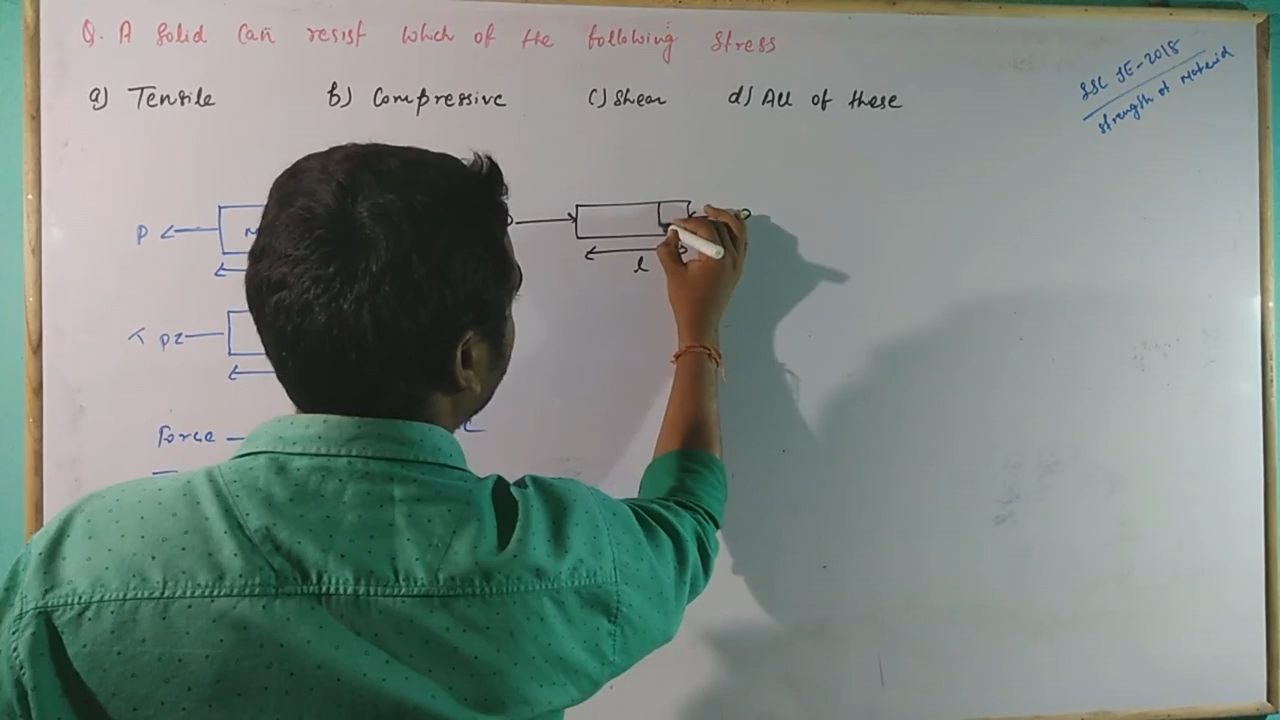 Q. A Solid Can resist which of the following Stress
a) Tensile b) Compressive c) Shear d) All of these
SSC JE-2018
Strength of Material
P
l
P2
Force